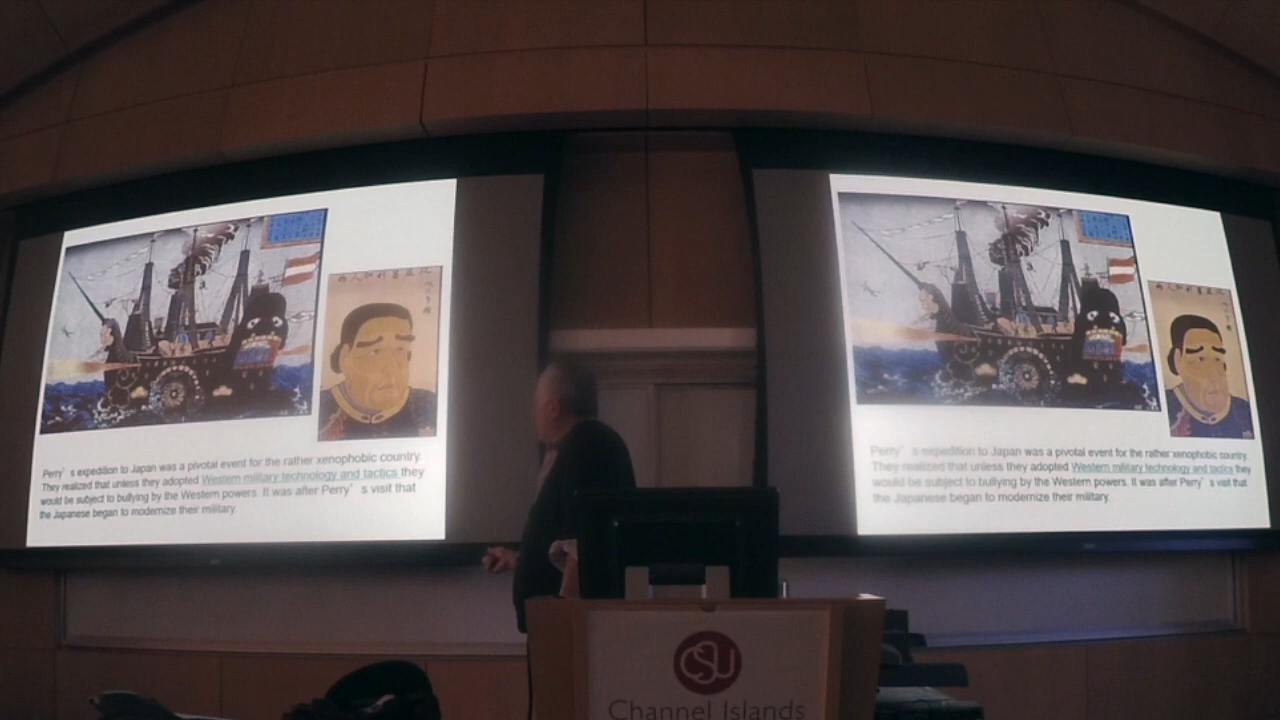 Perry's expedition to Japan was a pivotal event for the rather xenophobic country.
They realized that unless they adopted Western military technology and tactics they
would be subject to bullying by the Western powers. It was after Perry's visit that
the Japanese began to modernize their military.
Perry's expedition to Japan was a pivotal event for the rather xenophobic country.
They realized that unless they adopted Western military technology and tactics they
would be subject to bullying by the Western powers. It was after Perry's visit that
the Japanese began to modernize their military.
CSU
Channel Islands